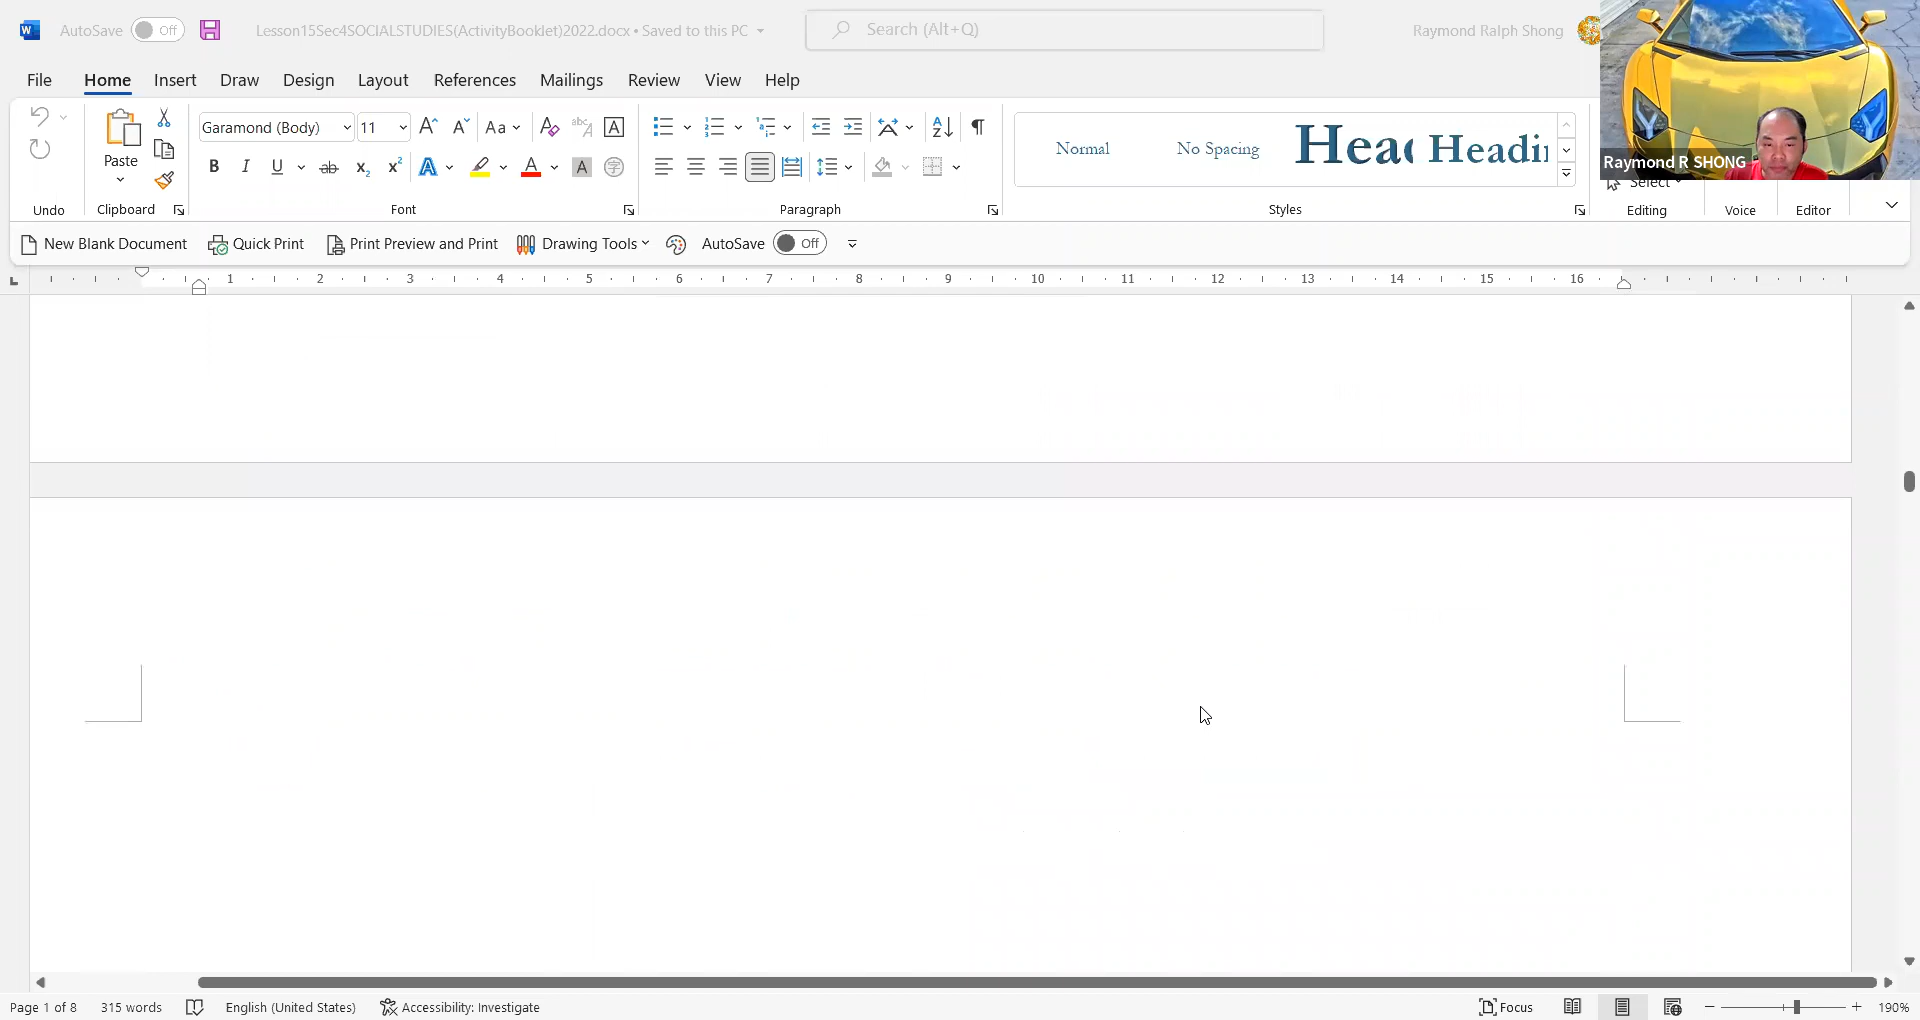 AutoSave Off Lesson15Sec4SOCIALSTUDIES(ActivityBooklet)2022.docx • Saved to this PC Search (Alt+Q) Raymond Ralph Shong
File Home Insert Draw Design Layout References Mailings Review View Help
Garamond (Body) 11 Aa
Normal No Spacing Head Headin
Paste
Raymond R SHONG
Select
Undo Clipboard Font Paragraph Styles Editing Voice Editor
New Blank Document Quick Print Print Preview and Print Drawing Tools AutoSave Off
1 2 3 4 5 6 7 8 9 10 11 12 13 14 15 16
Page 1 of 8 315 words English (United States) Accessibility: Investigate Focus 190%